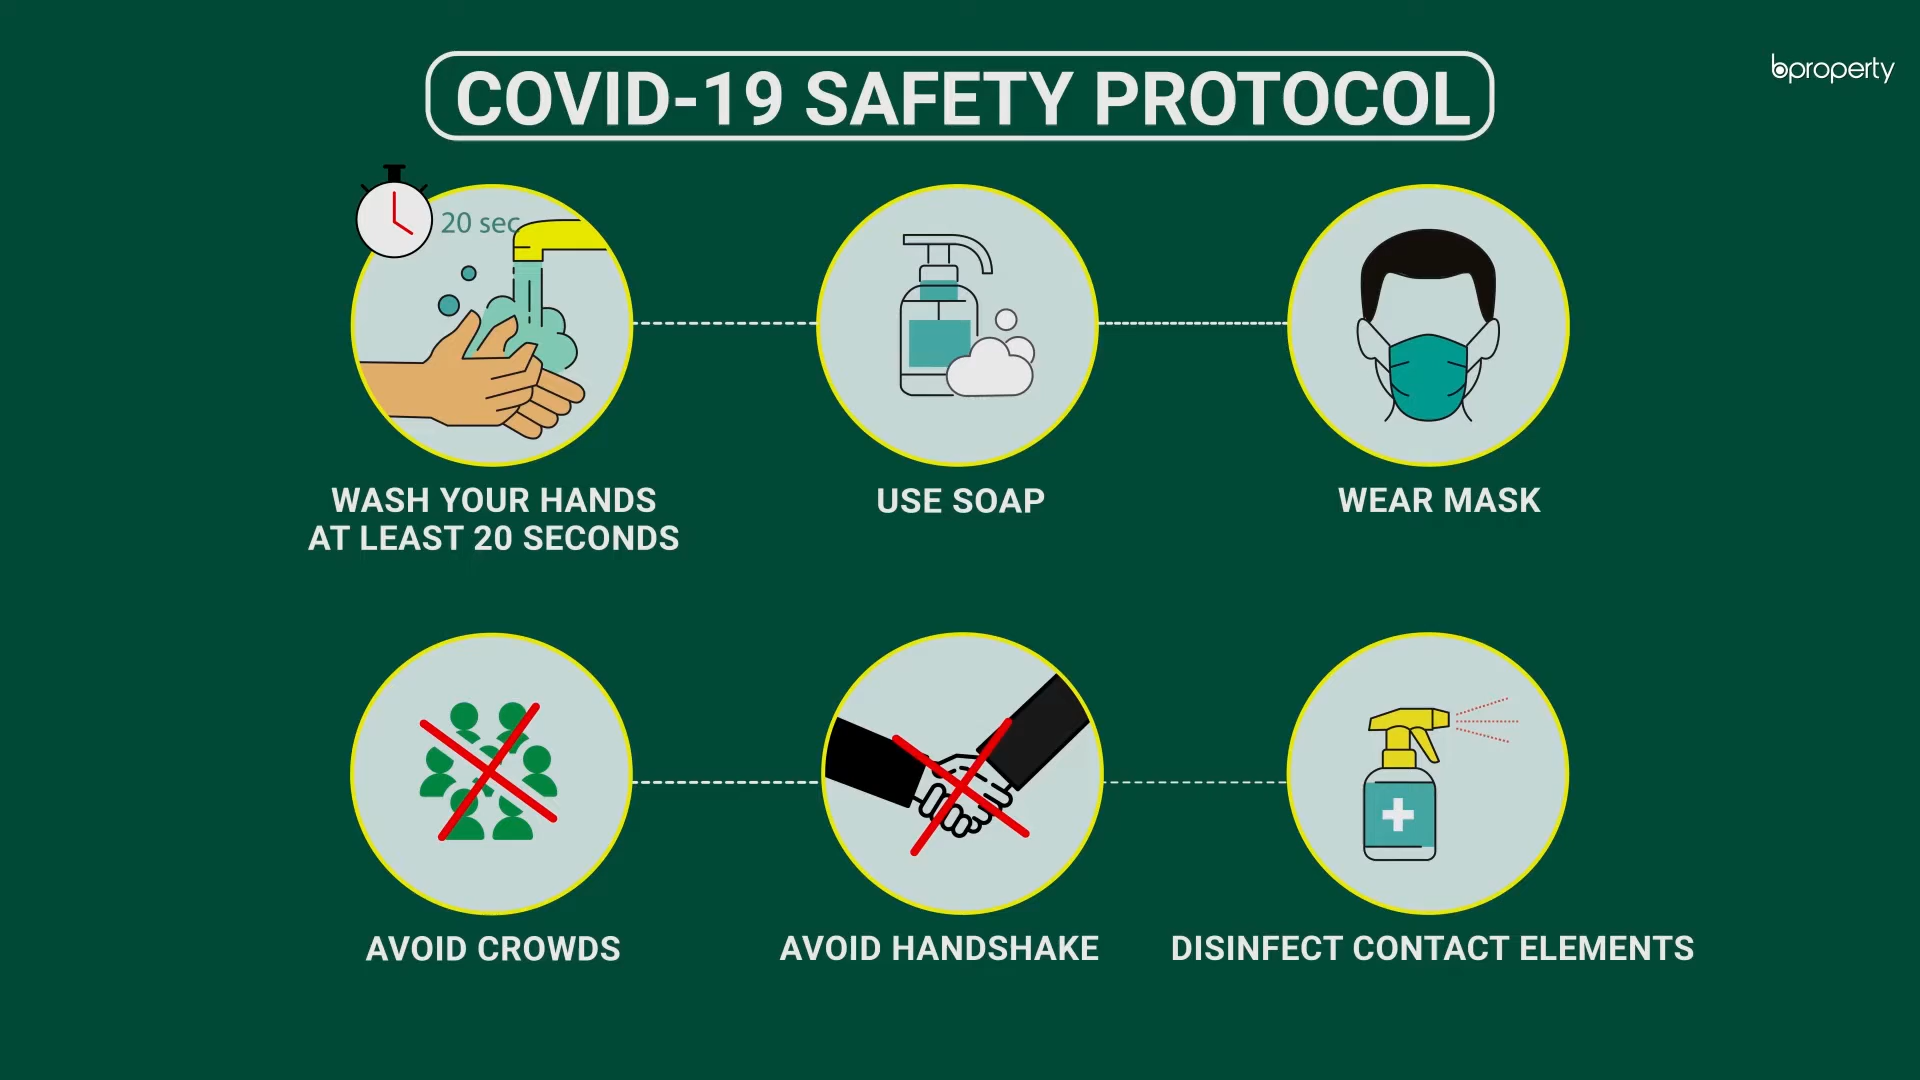 COVID-19 SAFETY PROTOCOL
bproperty
20 sec
WASH YOUR HANDS
AT LEAST 20 SECONDS
USE SOAP
WEAR MASK
AVOID CROWDS
AVOID HANDSHAKE
DISINFECT CONTACT ELEMENTS